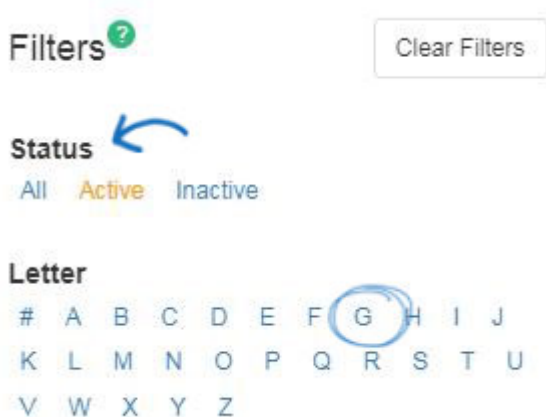 Filters?
Clear Filters
Status
All Active Inactive
Letter
# A B C D E F G H I J
K L M N O P Q R S T U
V W X Y Z